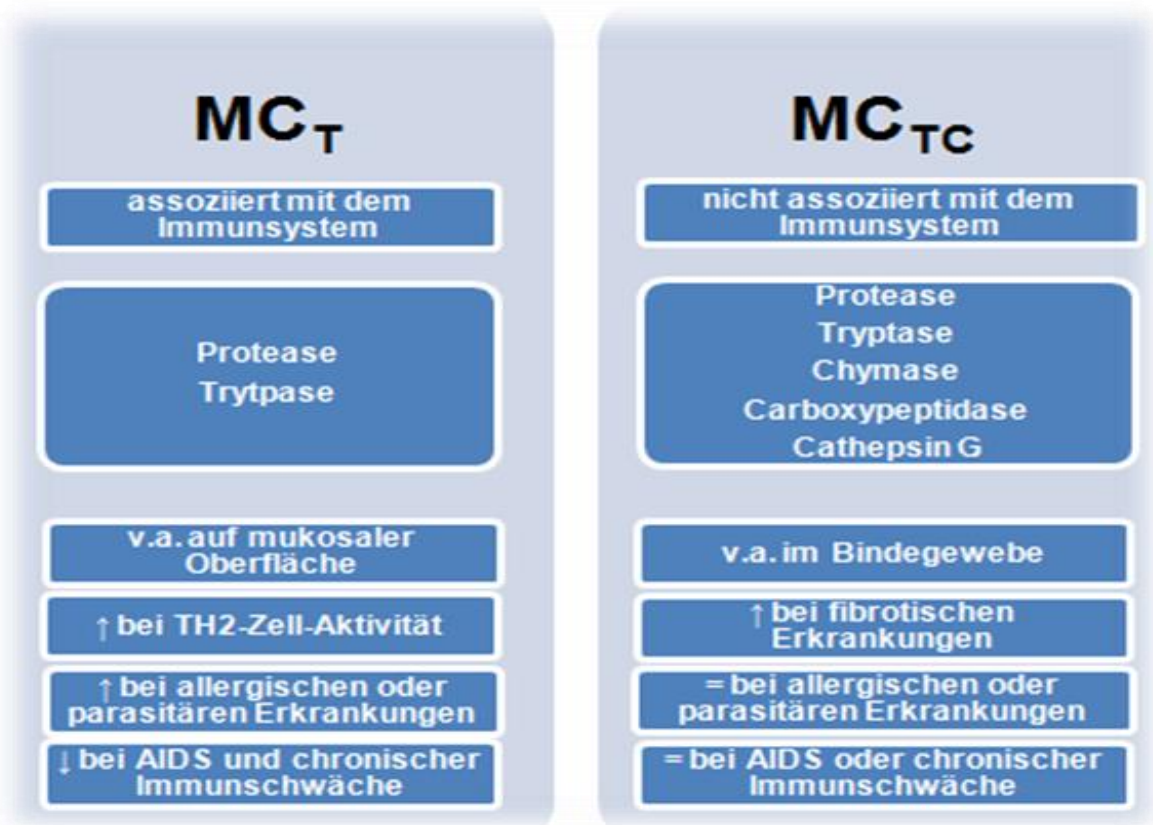 MCT
assoziiert mit dem
Immunsystem
Protease
Trytpase
v.a. auf mukosaler
Oberfläche
↑ bei TH2-Zell-Aktivität
↑ bei allergischen oder
parasitären Erkrankungen
↓ bei AIDS und chronischer
Immunschwäche
MCTC
nicht assoziiert mit dem
Immunsystem
Protease
Tryptase
Chymase
Carboxypeptidase
Cathepsin G
v.a. im Bindegewebe
↑ bei fibrotischen
Erkrankungen
= bei allergischen oder
parasitären Erkrankungen
= bei AIDS oder chronischer
Immunschwäche